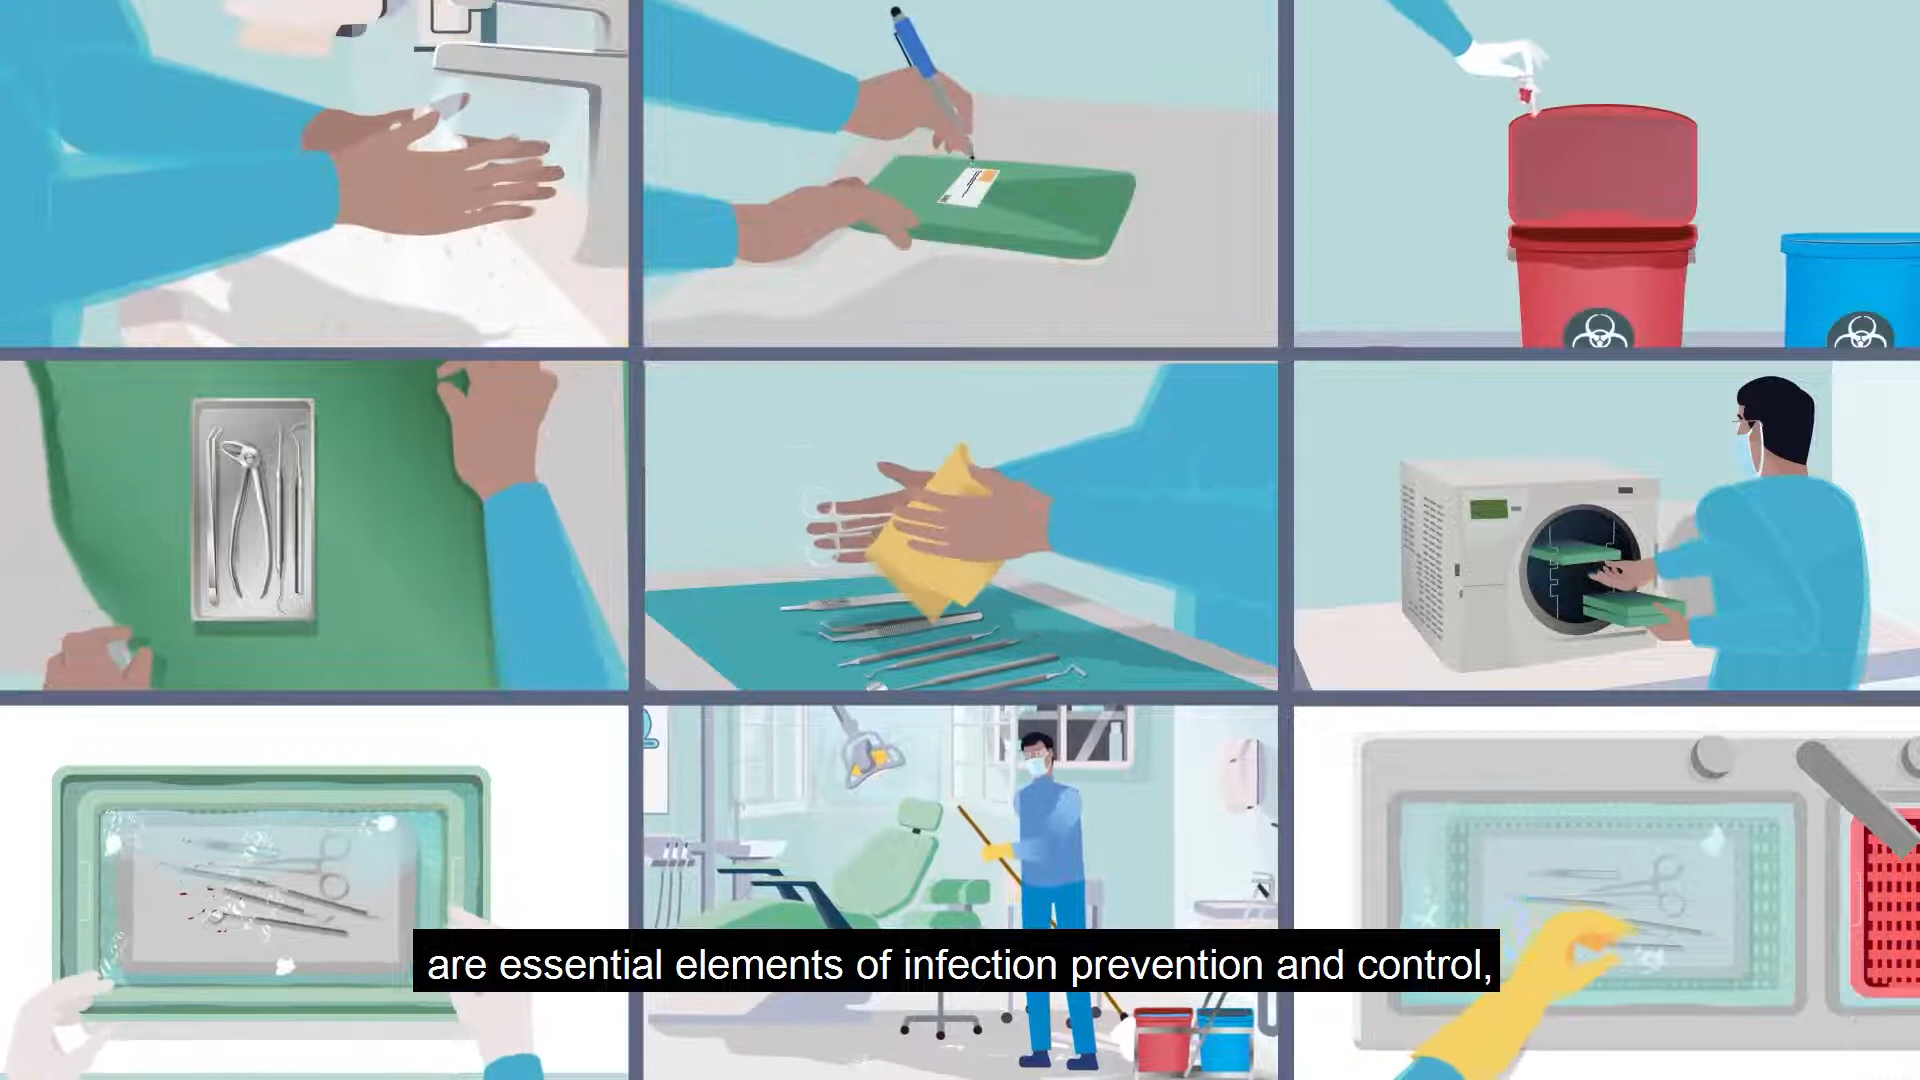 are essential elements of infection prevention and control,